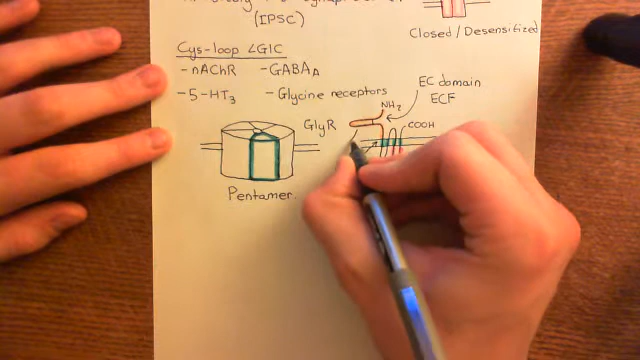 (IPSC)
Closed/Desensitized
Cys-loop LGIC
- nAChR - GABAA
- 5-HT3 - Glycine receptors
EC domain
ECF
NH2
GlyR
COOH
Pentamer.